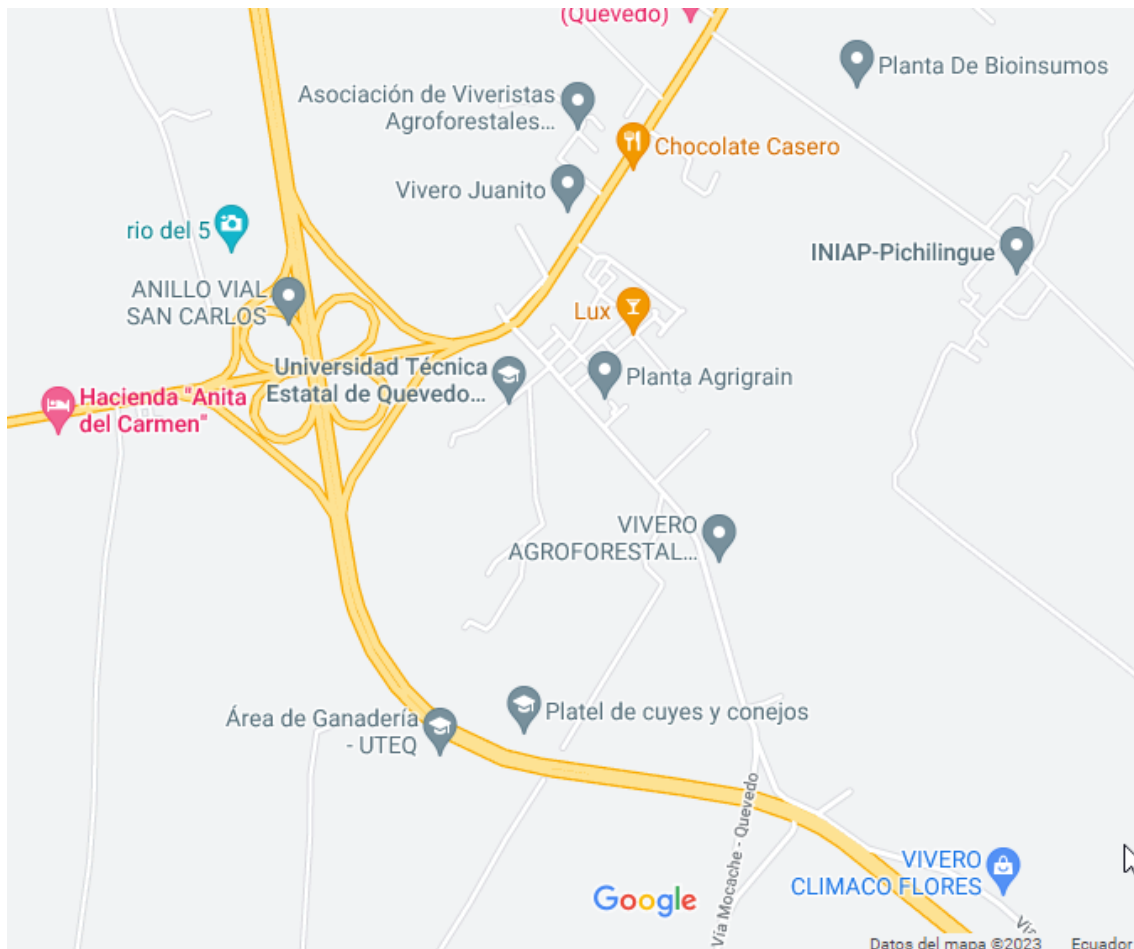 (Quevedo)
Planta De Bioinsumos
Asociación de Viveristas
Agroforestales...
Chocolate Casero
Vivero Juanito
rio del 5
INIAP-Pichilingue
ANILLO VIAL
SAN CARLOS
Lux
Universidad Técnica
Estatal de Quevedo...
Planta Agrigrain
Hacienda "Anita
del Carmen"
VIVERO
AGROFORESTAL...
Área de Ganadería
- UTEQ
Platel de cuyes y conejos
Vía Mocache - Quevedo
VIVERO
CLIMACO FLORES
Google
Vía
Datos del mapa ©2023
Ecuador